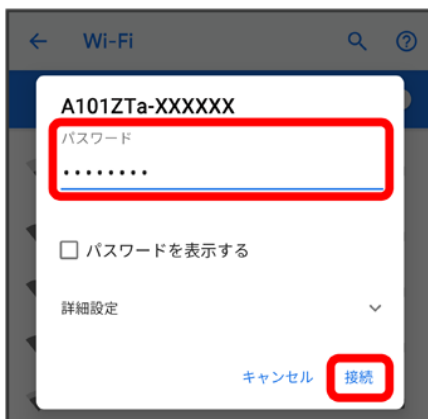 Wi-Fi
A101ZTa-XXXXXX
パスワード
••••••••
パスワードを表示する
詳細設定
キャンセル 接続